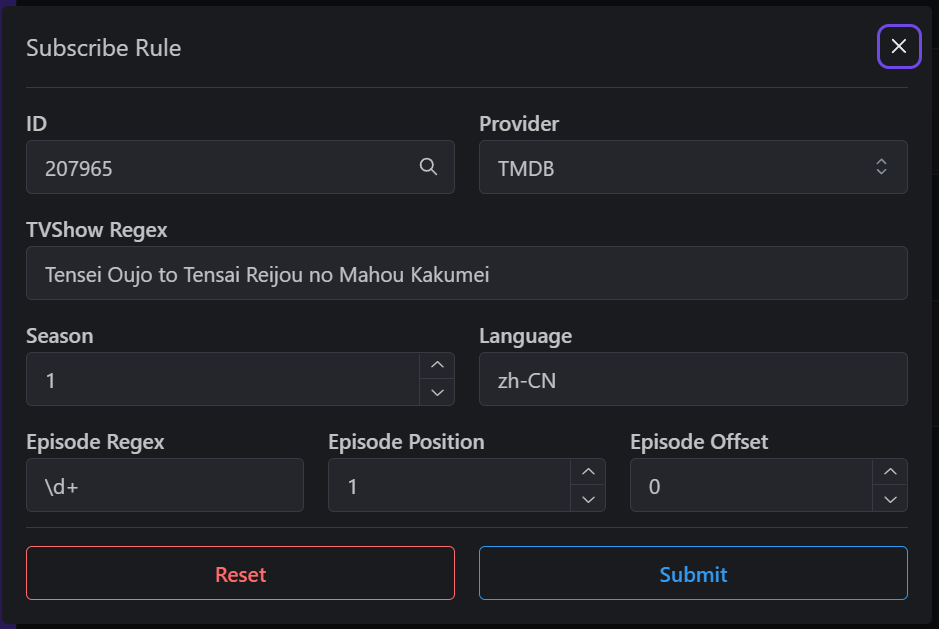 Subscribe Rule
ID
Provider
207965
TMDB
TVShow Regex
Tensei Oujo to Tensai Reijou no Mahou Kakumei
Season
Language
1
zh-CN
Episode Regex
Episode Position
Episode Offset
\d+
1
0
Reset
Submit